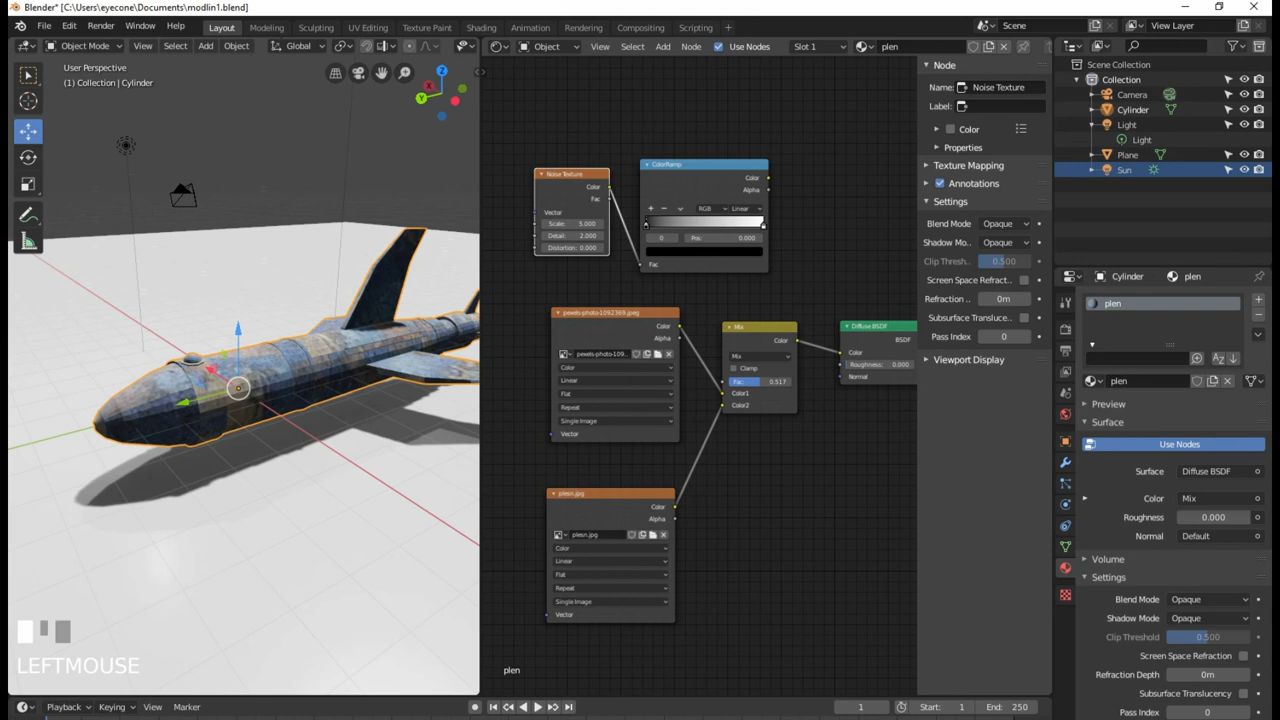 Blender* [C:\Users\eyecone\Documents\modlin1.blend]
File Edit Render Window Help
Layout Modeling Sculpting UV Editing Texture Paint Shading Animation Rendering Compositing Scripting +
Scene View Layer
Object Mode View Select Add Object Global
Object View Select Add Node Use Nodes Slot 1 plen
User Perspective
(1) Collection | Cylinder
Z
X
Y
LEFTMOUSE
Noise Texture
Color
Fac
Vector
Scale: 5.000
Detail: 2.000
Distortion: 0.000
ColorRamp
Color
Alpha
RGB Linear
0 Pos: 0.000
Fac
pexels-photo-1092369.jpeg
Color
Alpha
pexels-photo-109...
Color
Linear
Flat
Repeat
Single Image
Vector
Mix
Color
Mix
Clamp
Fac: 0.517
Color1
Color2
Diffuse BSDF
BSDF
Color
Roughness: 0.000
Normal
plesn.jpg
Color
Alpha
plesn.jpg
Color
Linear
Flat
Repeat
Single Image
Vector
plen
Node
Name: Noise Texture
Label:
Color
Properties
Texture Mapping
Annotations
Settings
Blend Mode Opaque
Shadow Mo.. Opaque
Clip Thresh.. 0.500
Screen Space Refract..
Refraction .. 0m
Subsurface Transluce..
Pass Index 0
Viewport Display
Scene Collection
Collection
Camera
Cylinder
Light
Light
Plane
Sun
Cylinder plen
plen
plen
Preview
Surface
Use Nodes
Surface Diffuse BSDF
Color Mix
Roughness 0.000
Normal Default
Volume
Settings
Blend Mode Opaque
Shadow Mode Opaque
Clip Threshold 0.500
Screen Space Refraction
Refraction Depth 0m
Subsurface Translucency
Pass Index 0
Playback Keying View Marker
1 Start: 1 End: 250